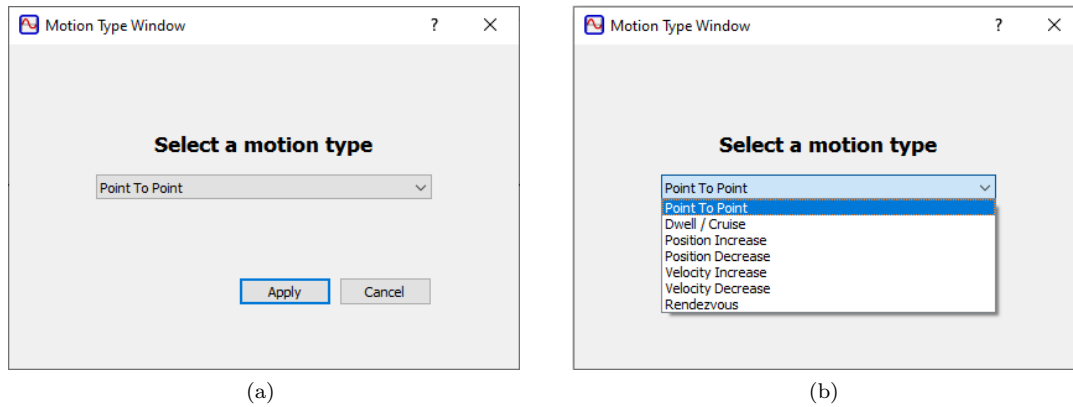 Motion Type Window ? ×
Select a motion type
Point To Point
Apply Cancel
(a)
Motion Type Window ? ×
Select a motion type
Point To Point
Point To Point
Dwell / Cruise
Position Increase
Position Decrease
Velocity Increase
Velocity Decrease
Rendezvous
(b)